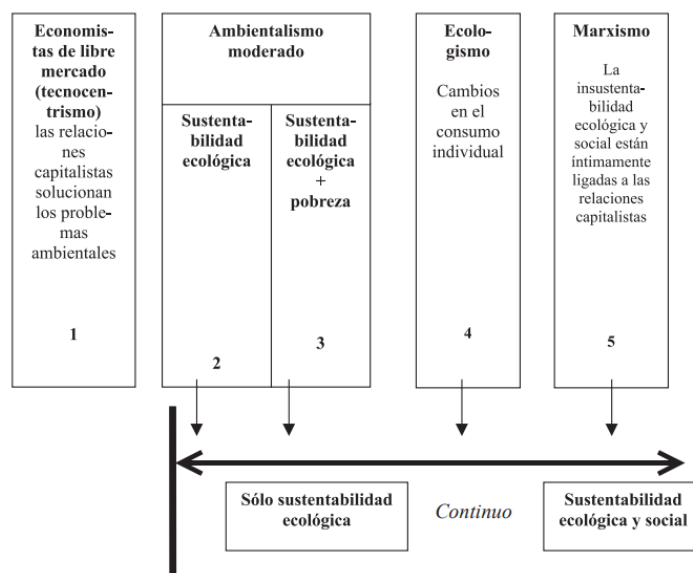 Economis-
tas de libre
mercado
(tecnocen-
trismo)
las relacio-
nes
capitalistas
solucionan
los proble-
mas
ambientales
1
Ambientalismo
moderado
Sustenta-
bilidad
ecológica
2
Sustenta-
bilidad
ecológica
+
pobreza
3
Ecolo-
gismo
Cambios
en el
consumo
individual
4
Marxismo
La
insustenta-
bilidad
ecológica y
social están
íntimamente
ligadas a las
relaciones
capitalistas
5
Sólo sustentabilidad
ecológica
Continuo
Sustentabilidad
ecológica y social